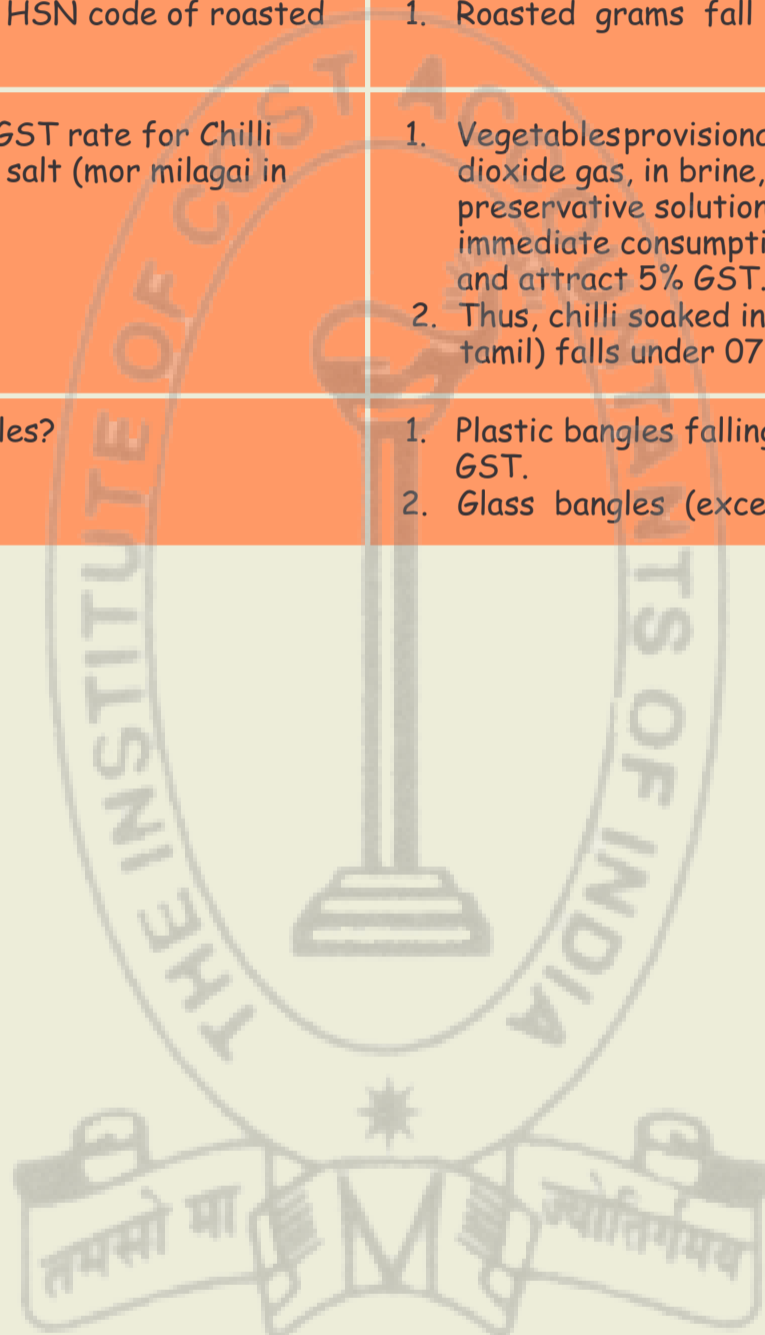 HSN code of roasted
1. Roasted grams fall
GST rate for Chilli
salt (mor milagai in
1. Vegetablesprovisiona
dioxide gas, in brine,
preservative solution
immediate consumpti
and attract 5% GST.
2. Thus, chilli soaked in
tamil) falls under 07
les?
1. Plastic bangles falling
GST.
2. Glass bangles (exce
THE INSTITUTE OF COST ACCOUNTANTS OF INDIA
तमसो मा ज्योतिर्गमय